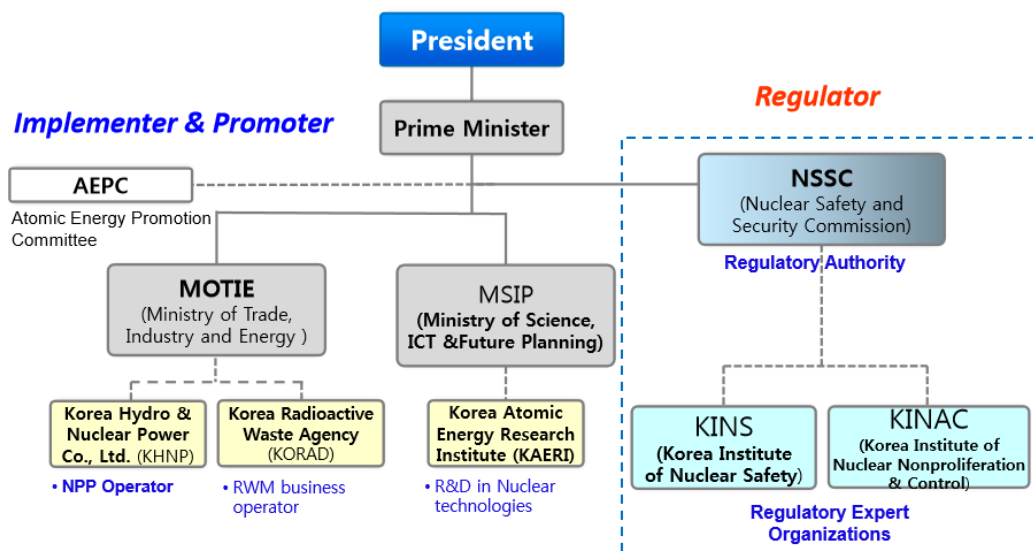 President
Regulator
Implementer & Promoter
Prime Minister
AEPC
Atomic Energy Promotion
Committee
NSSC
(Nuclear Safety and
Security Commission)
Regulatory Authority
MOTIE
(Ministry of Trade,
Industry and Energy )
MSIP
(Ministry of Science,
ICT &Future Planning)
Korea Hydro &
Nuclear Power
Co., Ltd. (KHNP)
• NPP Operator
Korea Radioactive
Waste Agency
(KORAD)
• RWM business
operator
Korea Atomic
Energy Research
Institute (KAERI)
• R&D in Nuclear
technologies
KINS
(Korea Institute
of Nuclear Safety)
KINAC
(Korea Institute of
Nuclear Nonproliferation
& Control)
Regulatory Expert
Organizations